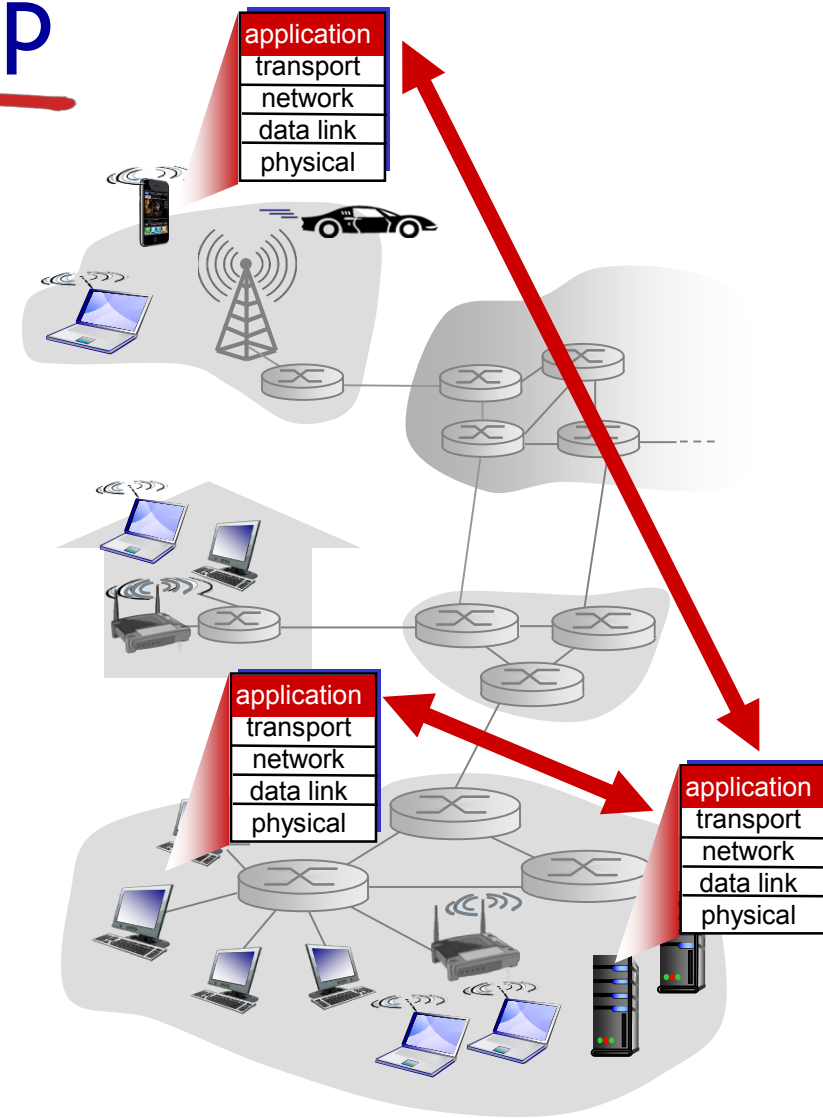 p
application
transport
network
data link
physical
application
transport
network
data link
physical
application
transport
network
data link
physical